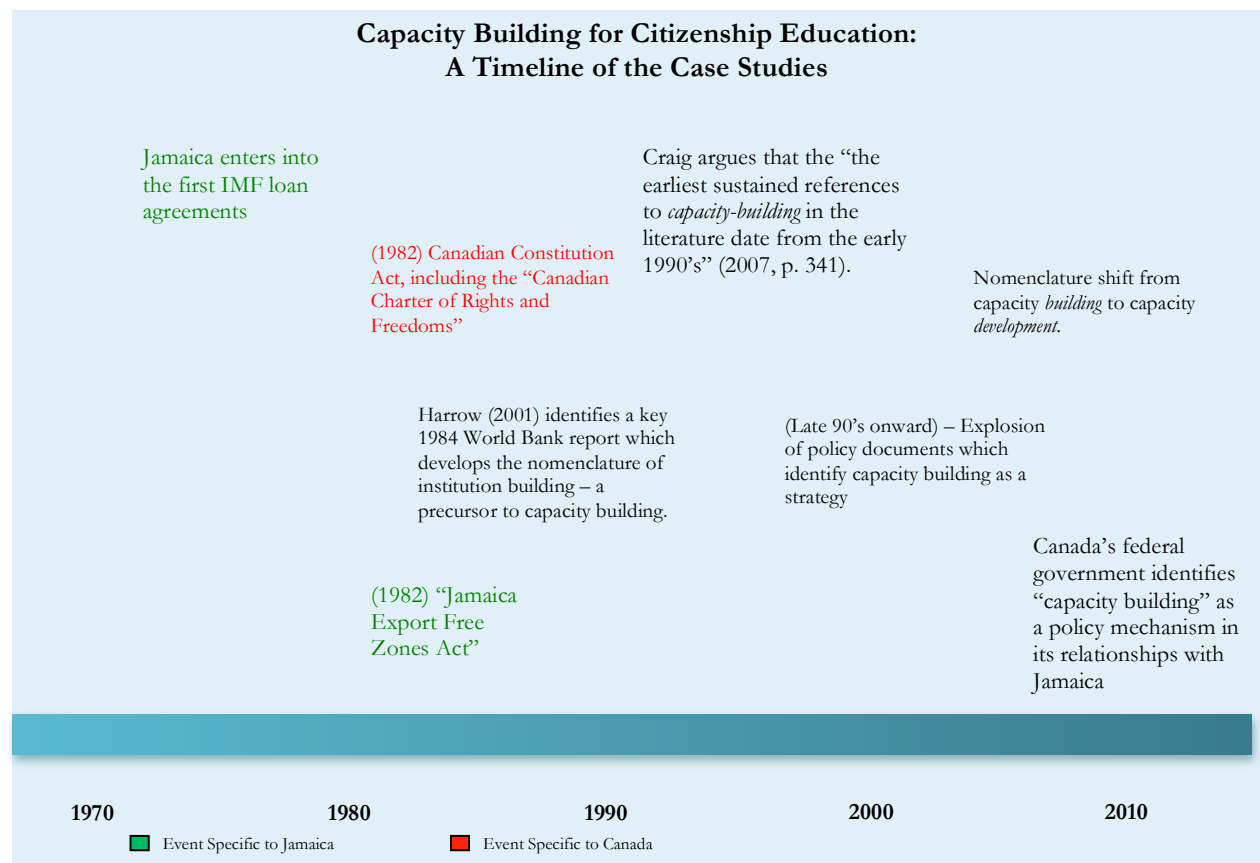 Capacity Building for Citizenship Education:
A Timeline of the Case Studies
Jamaica enters into
the first IMF loan
agreements
(1982) Canadian Constitution
Act, including the “Canadian
Charter of Rights and
Freedoms”
Craig argues that the “the
earliest sustained references
to capacity-building in the
literature date from the early
1990’s” (2007, p. 341).
Nomenclature shift from
capacity building to capacity
development.
Harrow (2001) identifies a key
1984 World Bank report which
develops the nomenclature of
institution building – a
precursor to capacity building.
(Late 90’s onward) – Explosion
of policy documents which
identify capacity building as a
strategy
(1982) “Jamaica
Export Free
Zones Act”
Canada’s federal
government identifies
“capacity building” as
a policy mechanism in
its relationships with
Jamaica
1970 1980 1990 2000 2010
Event Specific to Jamaica Event Specific to Canada